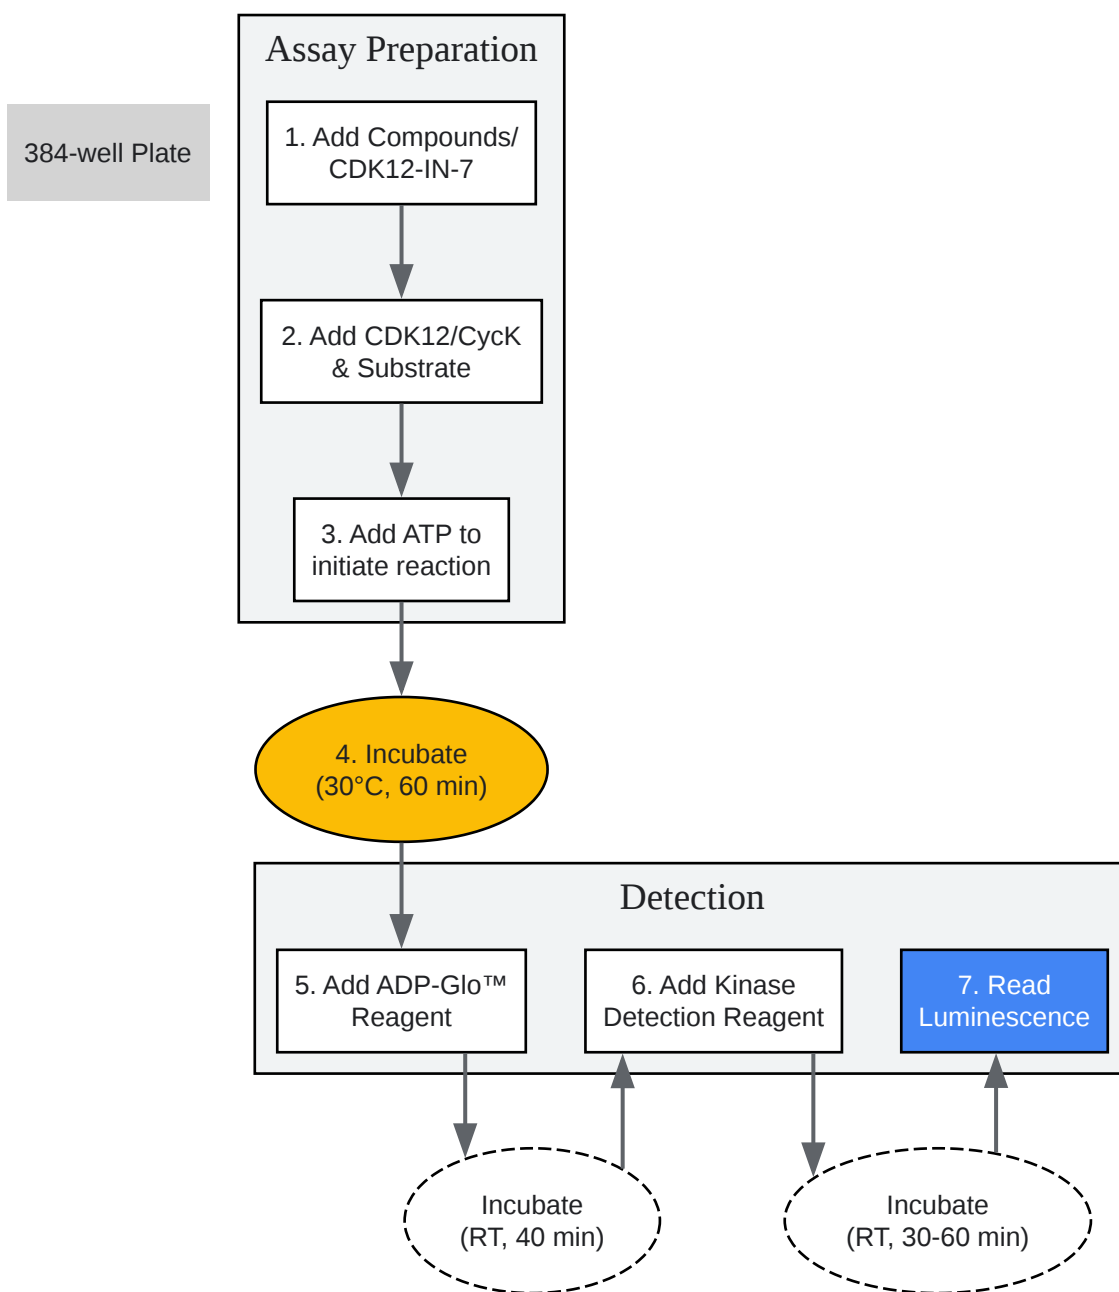 Assay Preparation
384-well Plate
1. Add Compounds/
CDK12-IN-7
2. Add CDK12/CycK
& Substrate
3. Add ATP to
initiate reaction
4. Incubate
(30°C, 60 min)
Detection
5. Add ADP-Glo™
Reagent
6. Add Kinase
Detection Reagent
7. Read
Luminescence
Incubate
(RT, 40 min)
Incubate
(RT, 30-60 min)